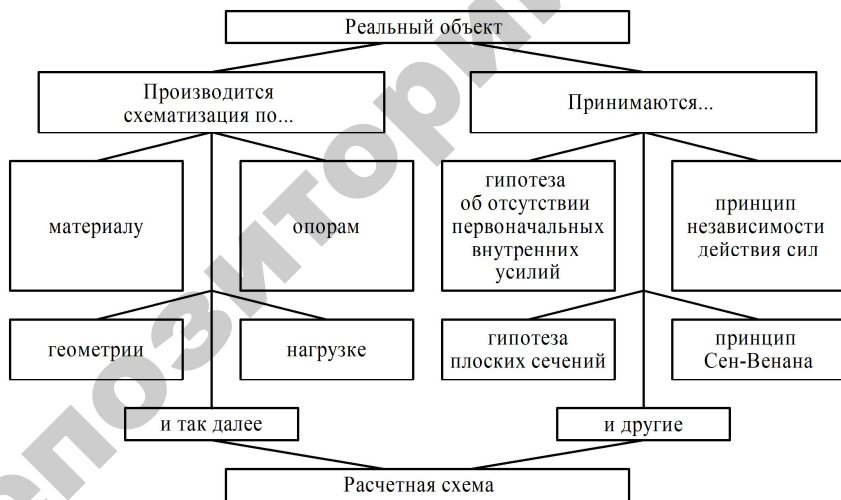 Реальный объект
Производится
схематизация по...
Принимаются...
материалу
опорам
гипотеза
об отсутствии
первоначальных
внутренних
усилий
принцип
независимости
действия сил
геометрии
нагрузке
гипотеза
плоских сечений
принцип
Сен-Венана
и так далее
и другие
Расчетная схема